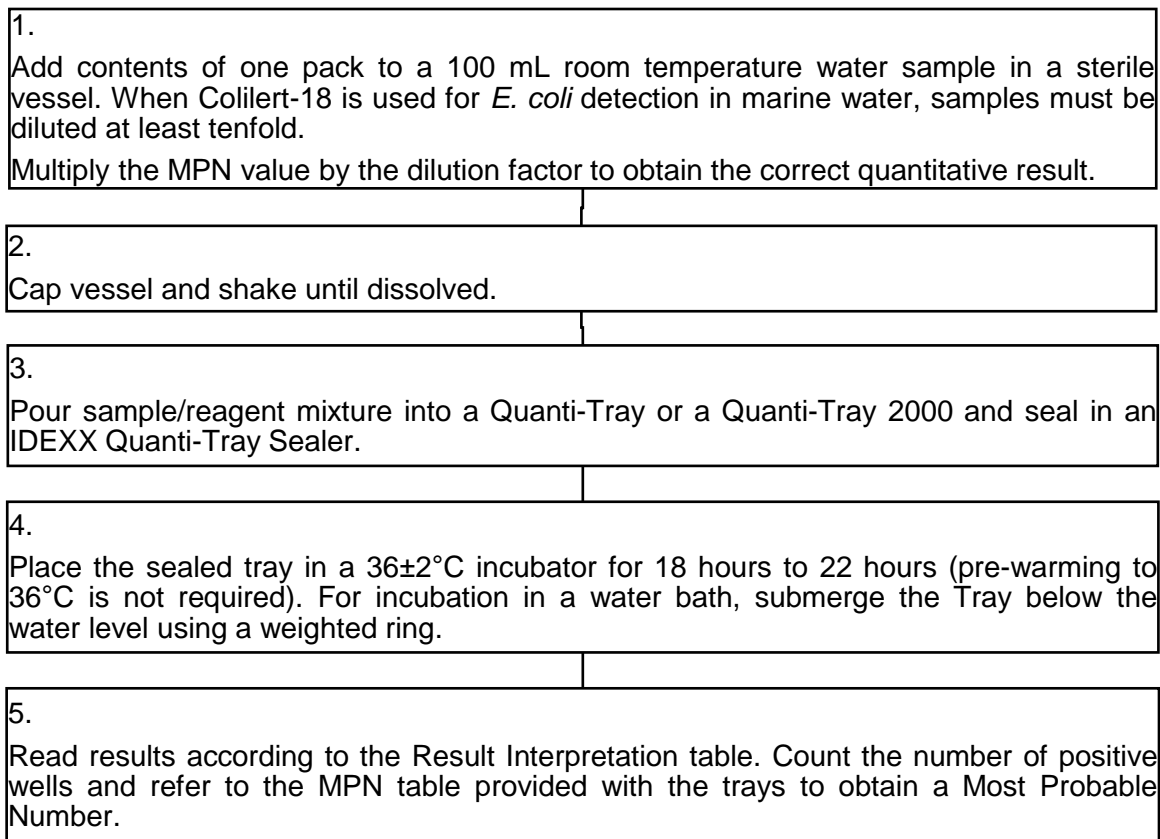 1.
Add contents of one pack to a 100 mL room temperature water sample in a sterile
vessel. When Colilert-18 is used for E. coli detection in marine water, samples must be
diluted at least tenfold.
Multiply the MPN value by the dilution factor to obtain the correct quantitative result.
2.
Cap vessel and shake until dissolved.
3.
Pour sample/reagent mixture into a Quanti-Tray or a Quanti-Tray 2000 and seal in an
IDEXX Quanti-Tray Sealer.
4.
Place the sealed tray in a 36±2°C incubator for 18 hours to 22 hours (pre-warming to
36°C is not required). For incubation in a water bath, submerge the Tray below the
water level using a weighted ring.
5.
Read results according to the Result Interpretation table. Count the number of positive
wells and refer to the MPN table provided with the trays to obtain a Most Probable
Number.